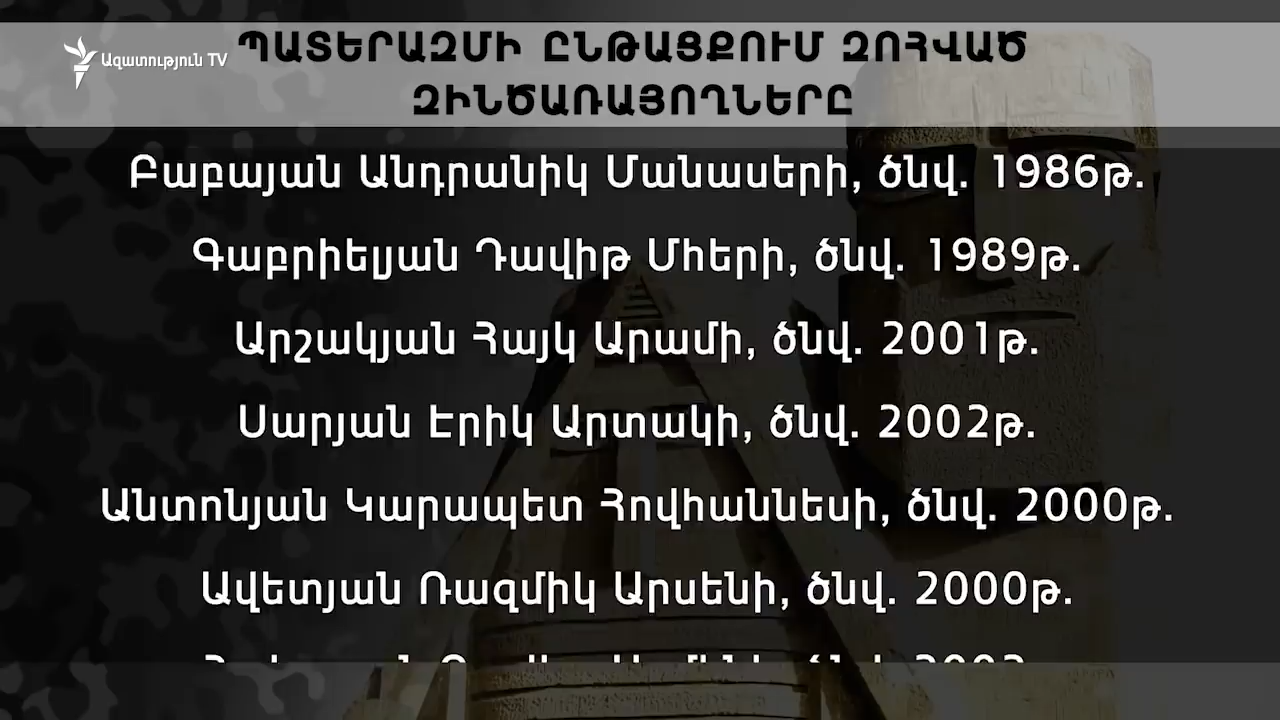 Ազատություն TV
ՊԱՏԵՐԱԶՄԻ ԸՆԹԱՑՔՈՒՄ ԶՈՀՎԱԾ
ԶԻՆԾԱՌԱՅՈՂՆԵՐԸ
Բաբայան Անդրանիկ Մանասերի, ծնվ. 1986թ.
Գաբրիելյան Դավիթ Մհերի, ծնվ. 1989թ.
Արշակյան Հայկ Արամի, ծնվ. 2001թ.
Սարյան Էրիկ Արտակի, ծնվ. 2002թ.
Անտոնյան Կարապետ Հովհաննեսի, ծնվ. 2000թ.
Ավետյան Ռազմիկ Արսենի, ծնվ. 2000թ.